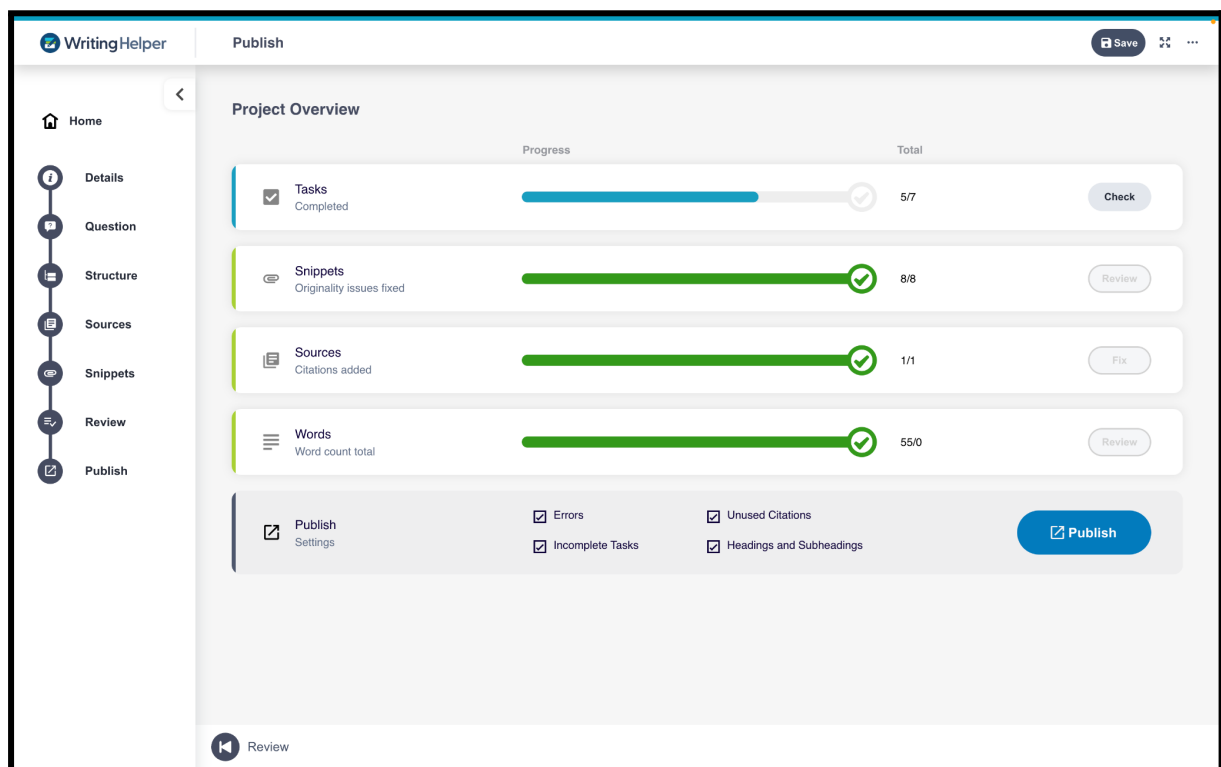 WritingHelper
Publish
Save
Home
Details
Question
Structure
Sources
Snippets
Review
Publish
Project Overview
Progress Total
Tasks
Completed
5/7
Check
Snippets
Originality issues fixed
8/8
Review
Sources
Citations added
1/1
Fix
Words
Word count total
55/0
Review
Publish
Settings
Errors
Unused Citations
Incomplete Tasks
Headings and Subheadings
Publish
Review